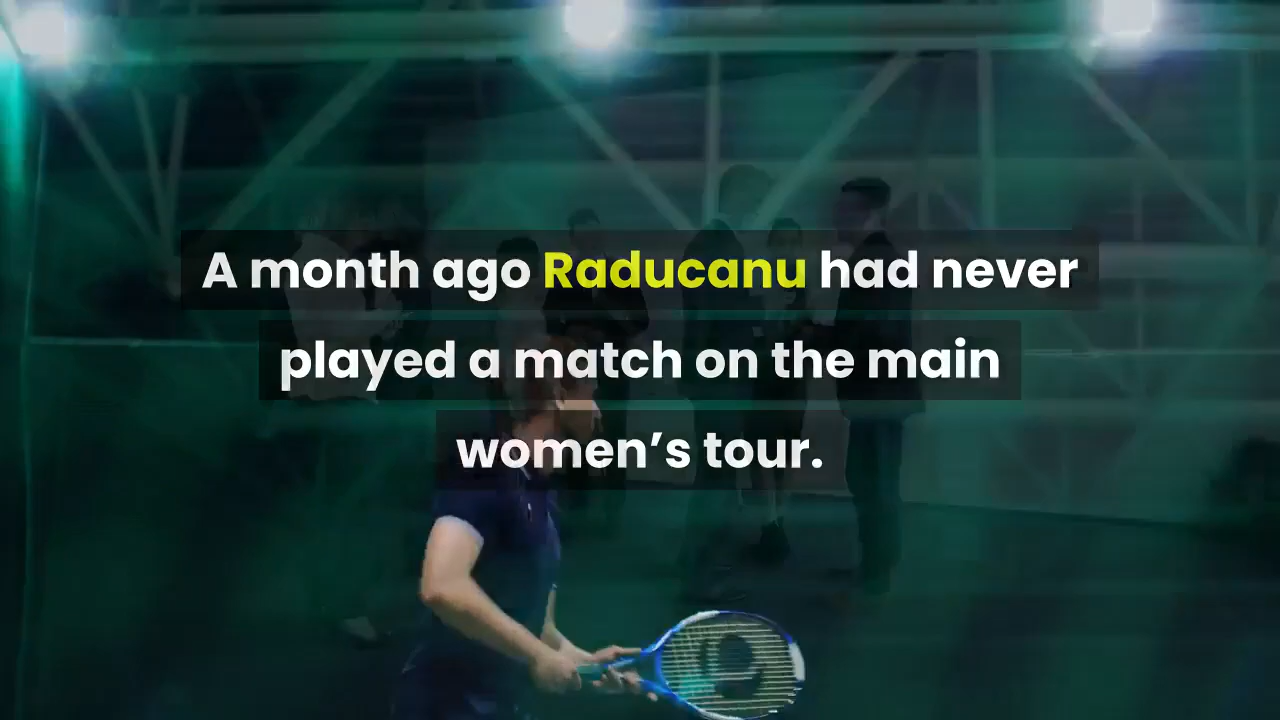 A month ago Raducanu had never
played a match on the main
women’s tour.